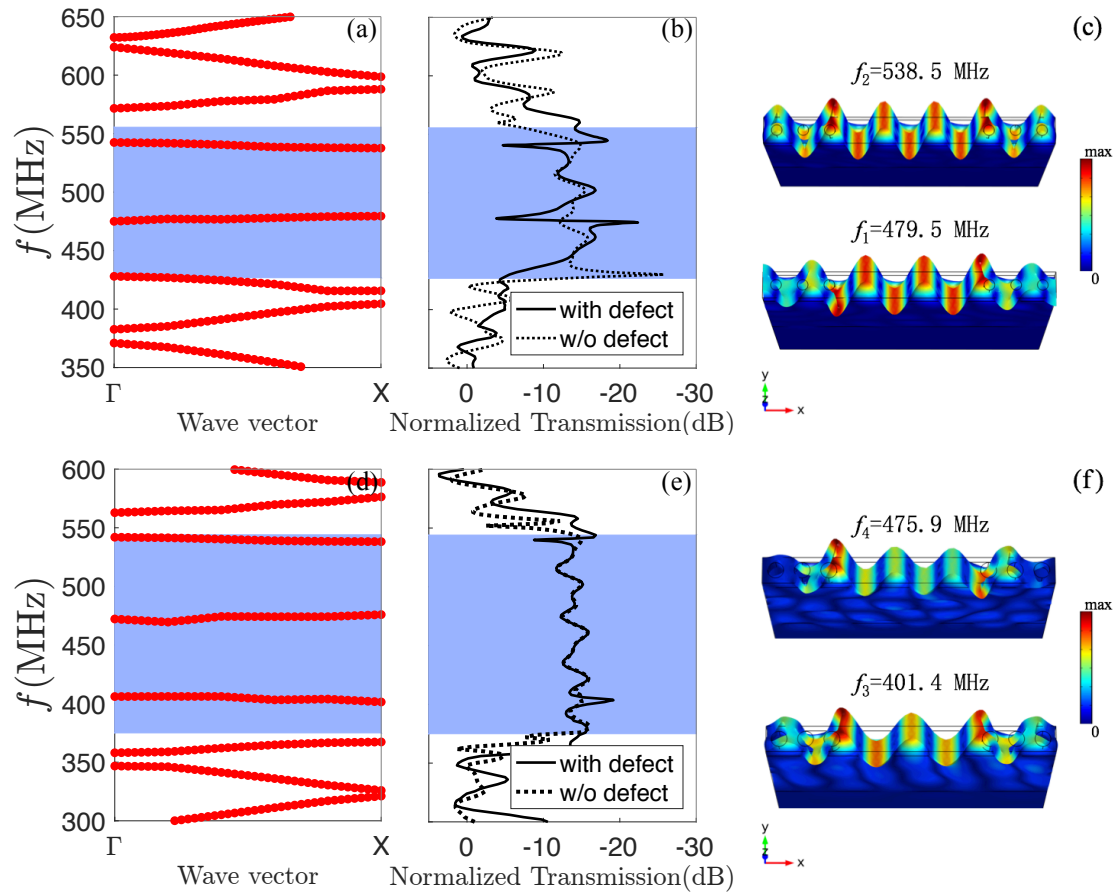 (a)
650
600
550
500
450
400
350
f (MHz)
Γ
X
Wave vector
(b)
with defect
w/o defect
0
-10
-20
-30
Normalized Transmission(dB)
(c)
f2=538.5 MHz
f1=479.5 MHz
max
0
y
z
x
(d)
600
550
500
450
400
350
300
f (MHz)
Γ
X
Wave vector
(e)
with defect
w/o defect
0
-10
-20
-30
Normalized Transmission(dB)
(f)
f4=475.9 MHz
f3=401.4 MHz
max
0
y
z
x